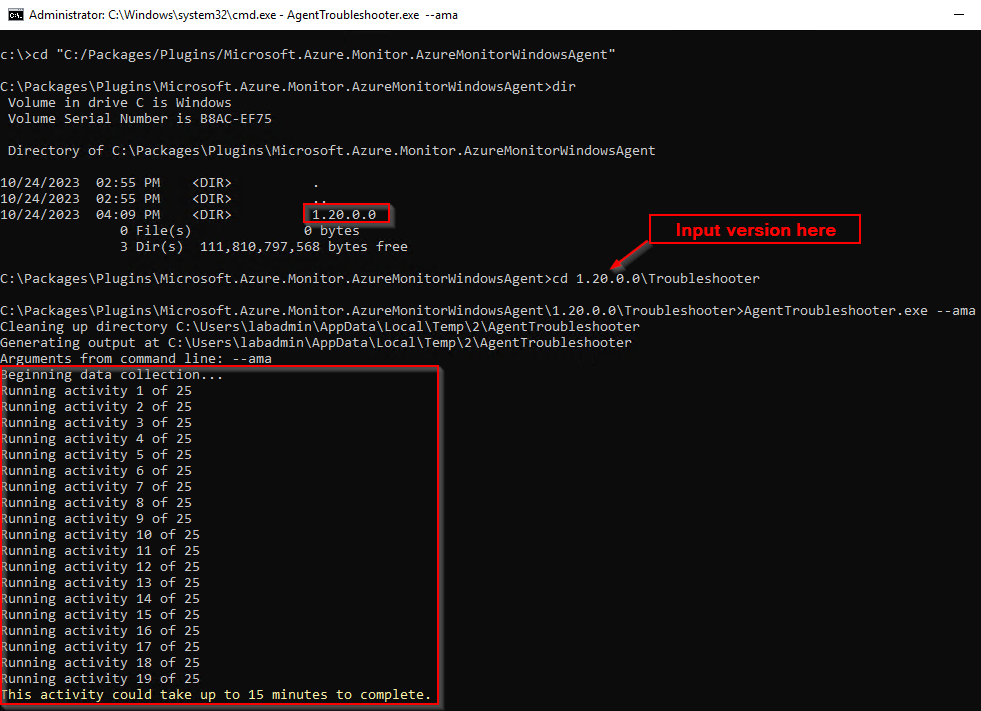 Administrator: C:\Windows\system32\cmd.exe - AgentTroubleshooter.exe --ama
c:\>cd "C:/Packages/Plugins/Microsoft.Azure.Monitor.AzureMonitorWindowsAgent"
C:\Packages\Plugins\Microsoft.Azure.Monitor.AzureMonitorWindowsAgent>dir
Volume in drive C is Windows
Volume Serial Number is B8AC-EF75
Directory of C:\Packages\Plugins\Microsoft.Azure.Monitor.AzureMonitorWindowsAgent
10/24/2023 02:55 PM <DIR> .
10/24/2023 02:55 PM <DIR> ..
10/24/2023 04:09 PM <DIR> 1.20.0.0
0 File(s) 0 bytes
3 Dir(s) 111,810,797,568 bytes free
Input version here
C:\Packages\Plugins\Microsoft.Azure.Monitor.AzureMonitorWindowsAgent>cd 1.20.0.0\Troubleshooter
C:\Packages\Plugins\Microsoft.Azure.Monitor.AzureMonitorWindowsAgent\1.20.0.0\Troubleshooter>AgentTroubleshooter.exe --ama
Cleaning up directory C:\Users\labadmin\AppData\Local\Temp\2\AgentTroubleshooter
Generating output at C:\Users\labadmin\AppData\Local\Temp\2\AgentTroubleshooter
Arguments from command line: --ama
Beginning data collection...
Running activity 1 of 25
Running activity 2 of 25
Running activity 3 of 25
Running activity 4 of 25
Running activity 5 of 25
Running activity 6 of 25
Running activity 7 of 25
Running activity 8 of 25
Running activity 9 of 25
Running activity 10 of 25
Running activity 11 of 25
Running activity 12 of 25
Running activity 13 of 25
Running activity 14 of 25
Running activity 15 of 25
Running activity 16 of 25
Running activity 17 of 25
Running activity 18 of 25
Running activity 19 of 25
This activity could take up to 15 minutes to complete.